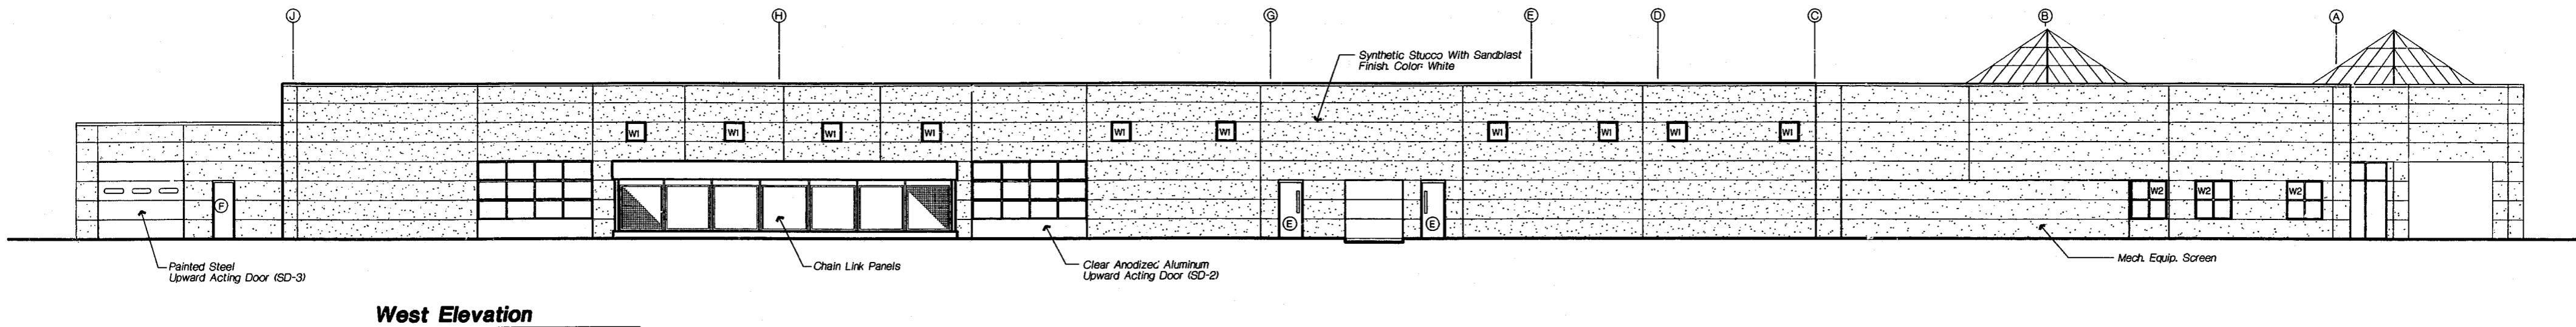 J H G E D C B A
Synthetic Stucco With Sandblast
Finish. Color: White
W1 W1 W1 W1 W1 W1 W1 W1 W1 W1
W2 W2 W2
F E E
Painted Steel
Upward Acting Door (SD-3)
Chain Link Panels
Clear Anodized Aluminum
Upward Acting Door (SD-2)
Mech. Equip. Screen
West Elevation